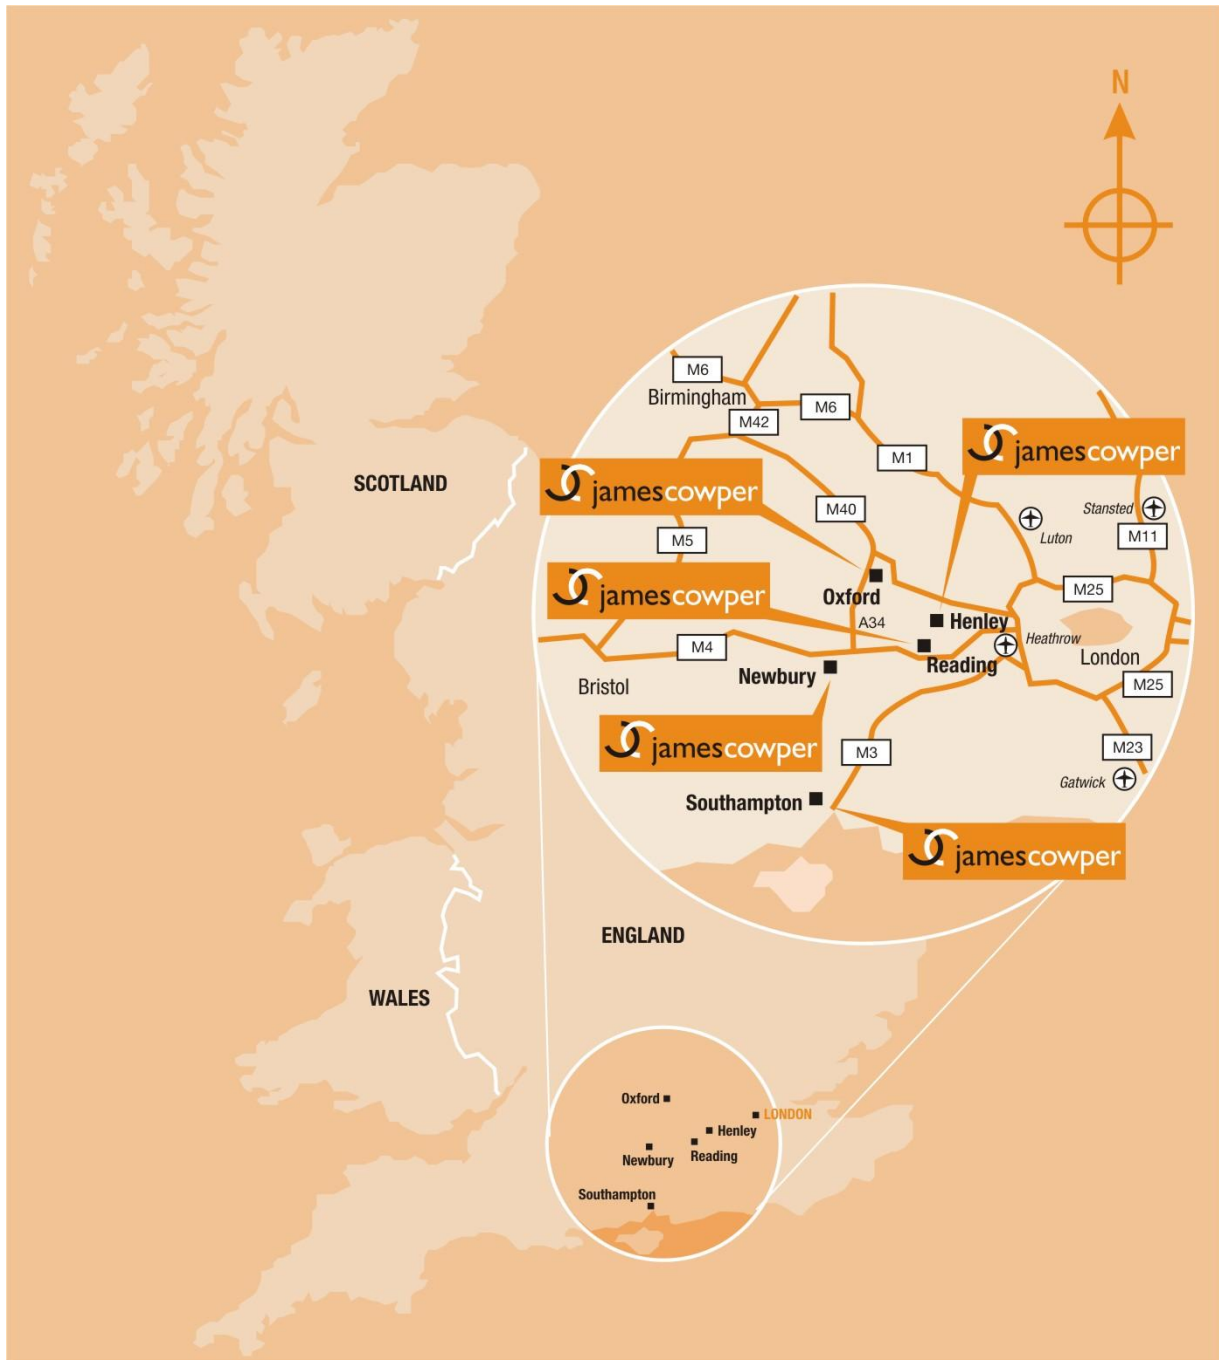 N
M6
Birmingham
M6
M42
M1
jamescowper
SCOTLAND
jamescowper
M40
Stansted
Luton
M11
M5
jamescowper
Oxford
M25
A34
Henley
Heathrow
M4
Reading
London
Newbury
Bristol
M25
jamescowper
M3
M23
Gatwick
Southampton
jamescowper
ENGLAND
WALES
Oxford
LONDON
Henley
Reading
Newbury
Southampton